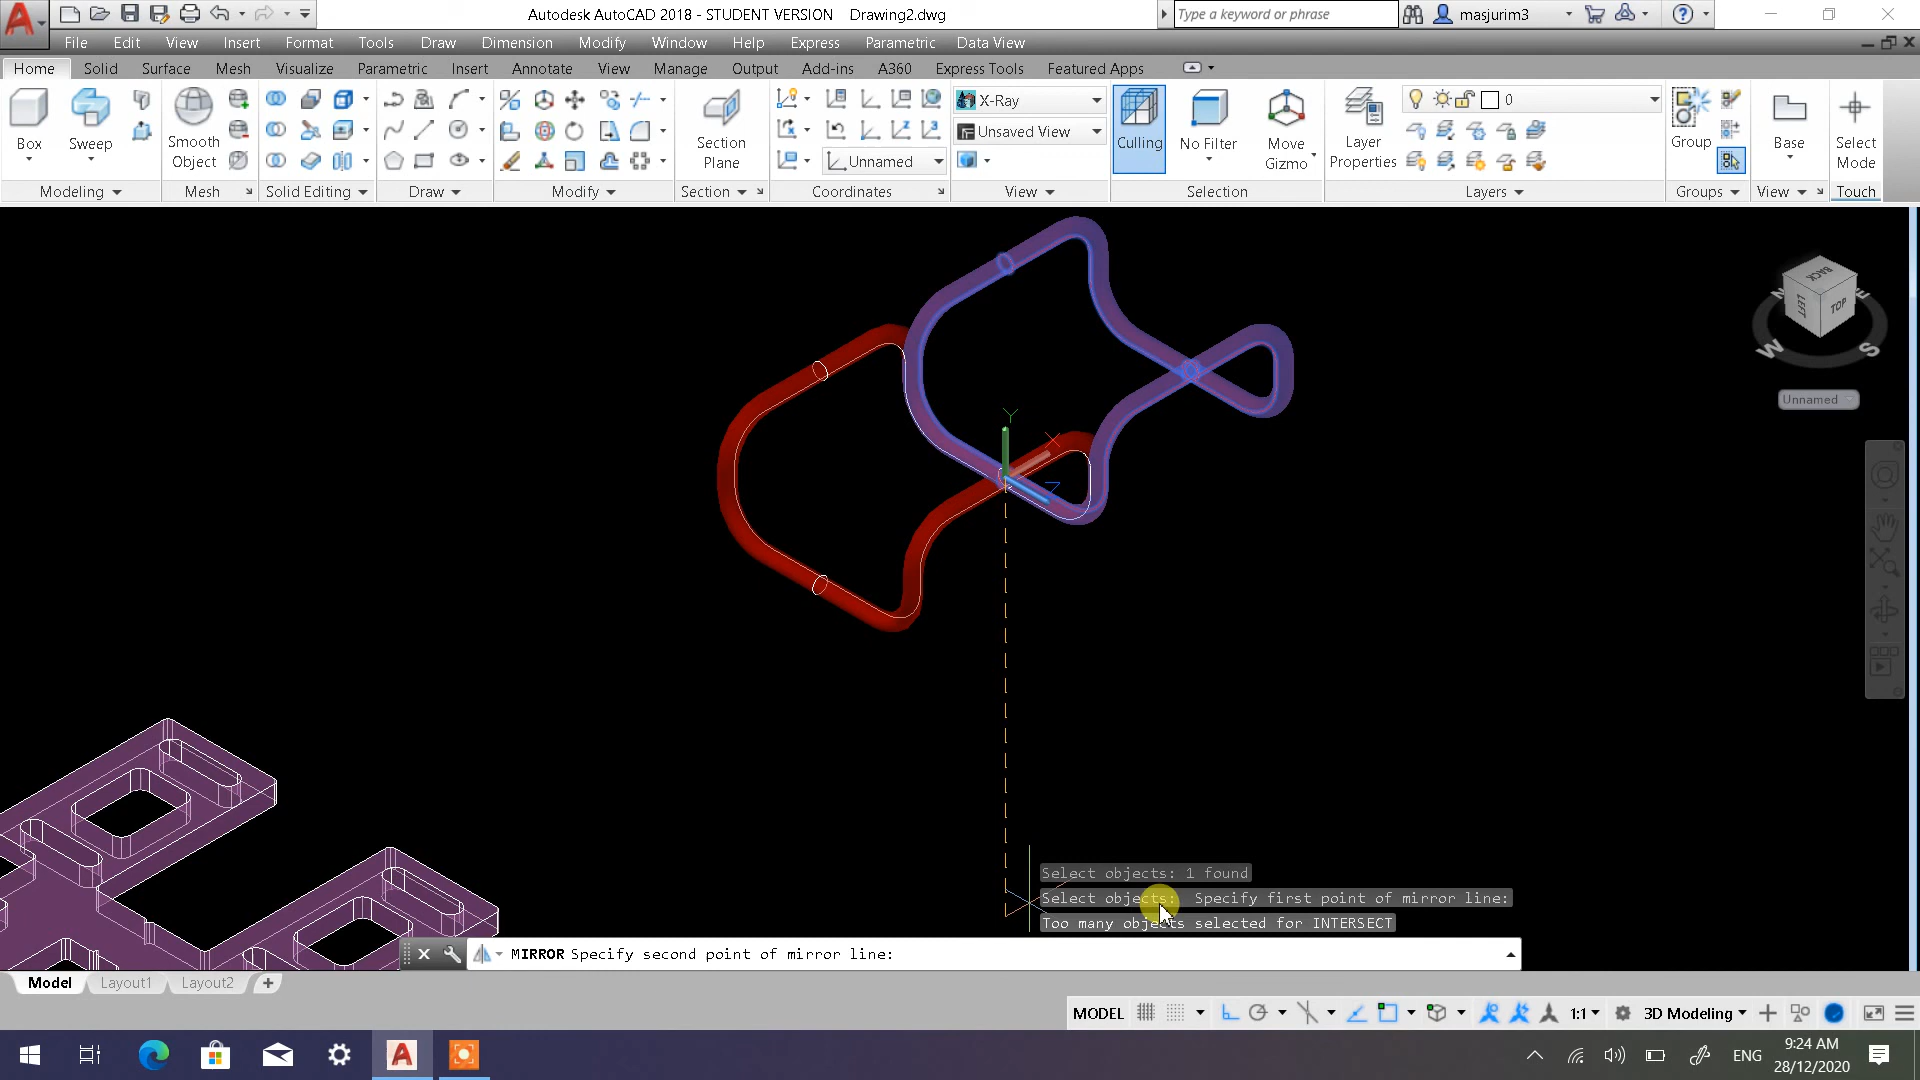 Autodesk AutoCAD 2018 - STUDENT VERSION Drawing2.dwg
Type a keyword or phrase
masjurim3
File Edit View Insert Format Tools Draw Dimension Modify Window Help Express Parametric Data View
Home Solid Surface Mesh Visualize Parametric Insert Annotate View Manage Output Add-ins A360 Express Tools Featured Apps
Box
Sweep
Smooth Object
Section Plane
Unnamed
X-Ray
Unsaved View
Culling
No Filter
Move Gizmo
Layer Properties
0
Group
Base
Select Mode
Modeling Mesh Solid Editing Draw Modify Section Coordinates View Selection Layers Groups View Touch
BACK
LEFT
TOP
N
E
W
S
Unnamed
Y
X
Z
Select objects: 1 found
Select objects: Specify first point of mirror line:
Too many objects selected for INTERSECT
MIRROR Specify second point of mirror line:
Model Layout1 Layout2
MODEL 1:1 3D Modeling
ENG
9:24 AM
28/12/2020